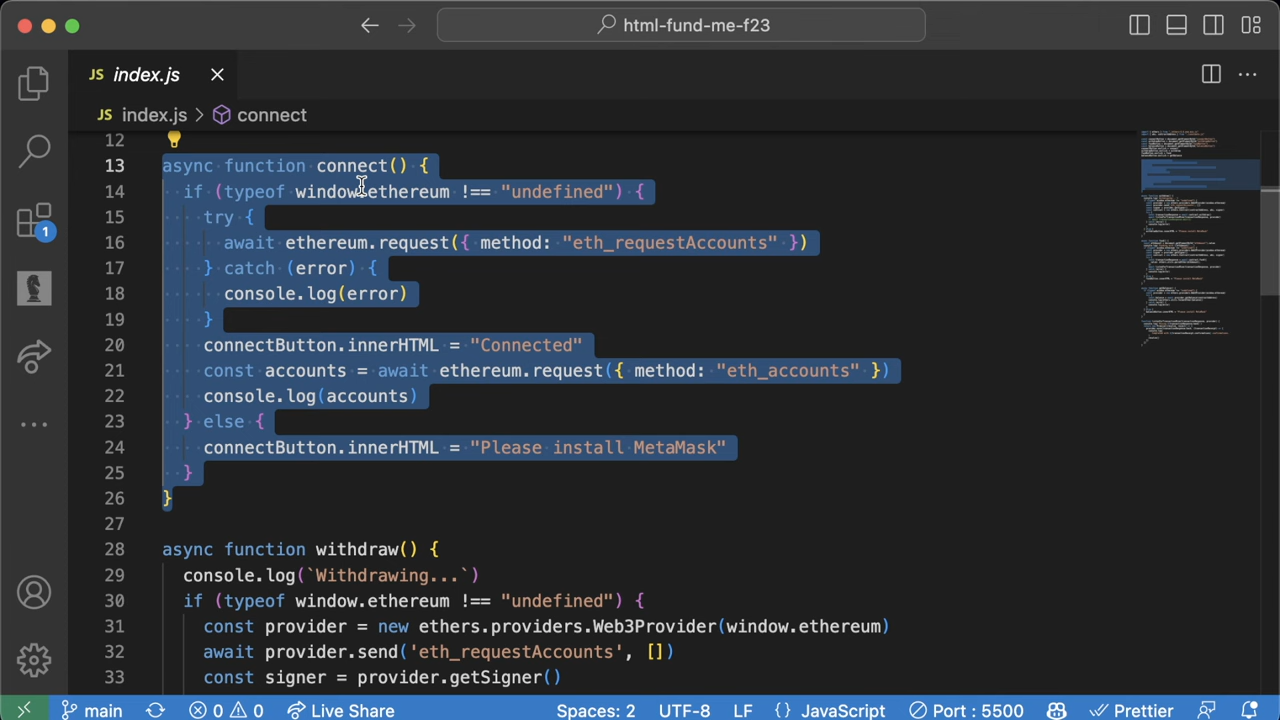 html-fund-me-f23
JS index.js
JS index.js > connect
12
13 async function connect() {
14 if (typeof window.ethereum !== "undefined") {
15 try {
16 await ethereum.request({ method: "eth_requestAccounts" })
17 } catch (error) {
18 console.log(error)
19 }
20 connectButton.innerHTML = "Connected"
21 const accounts = await ethereum.request({ method: "eth_accounts" })
22 console.log(accounts)
23 } else {
24 connectButton.innerHTML = "Please install MetaMask"
25 }
26 }
27
28 async function withdraw() {
29 console.log(`Withdrawing...`)
30 if (typeof window.ethereum !== "undefined") {
31 const provider = new ethers.providers.Web3Provider(window.ethereum)
32 await provider.send('eth_requestAccounts', [])
33 const signer = provider.getSigner()
1
main 0 0 Live Share Spaces: 2 UTF-8 LF {} JavaScript Port : 5500 Prettier